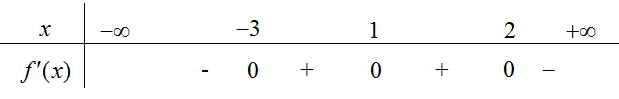 x −∞ −3 1 2 +∞
f′(x) - 0 + 0 + 0 −